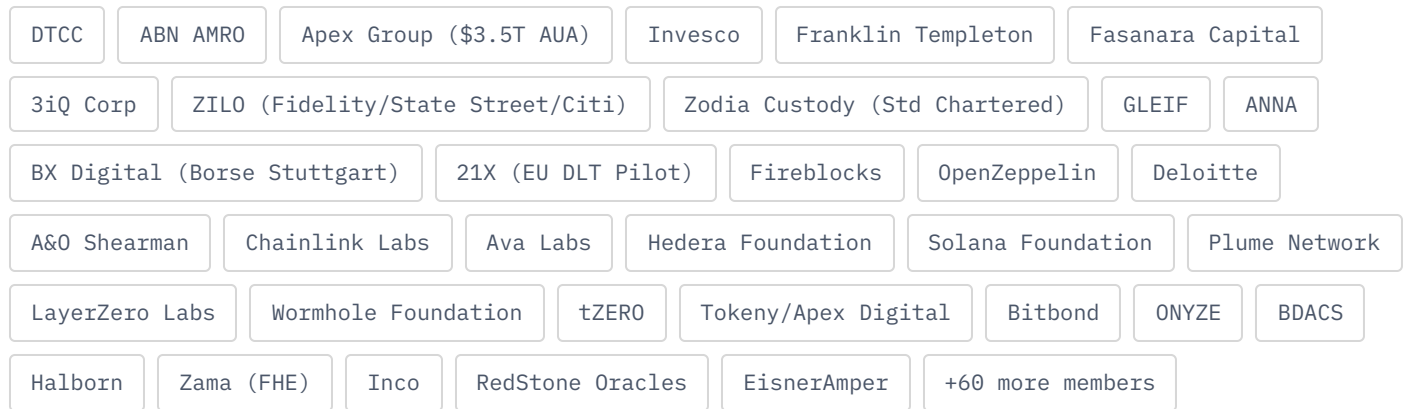 DTCC ABN AMRO Apex Group ($3.5T AUA) Invesco Franklin Templeton Fasanara Capital
3iQ Corp ZILO (Fidelity/State Street/Citi) Zodia Custody (Std Chartered) GLEIF ANNA
BX Digital (Borse Stuttgart) 21X (EU DLT Pilot) Fireblocks OpenZeppelin Deloitte
A&O Shearman Chainlink Labs Ava Labs Hedera Foundation Solana Foundation Plume Network
LayerZero Labs Wormhole Foundation tZERO Tokeny/Apex Digital Bitbond ONYZE BDACS
Halborn Zama (FHE) Inco RedStone Oracles EisnerAmper +60 more members